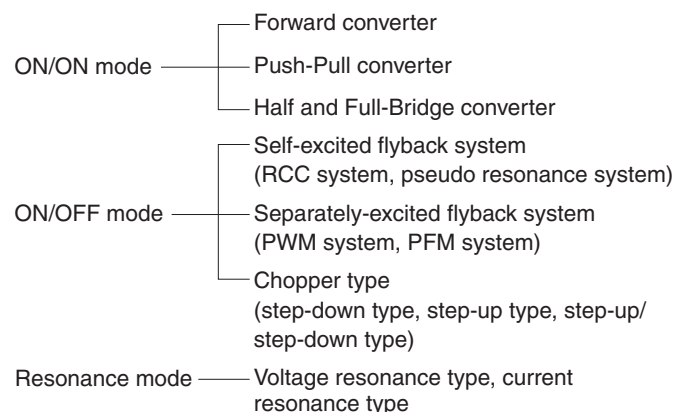 Forward converter
ON/ON mode
Push-Pull converter
Half and Full-Bridge converter
Self-excited flyback system
(RCC system, pseudo resonance system)
ON/OFF mode
Separately-excited flyback system
(PWM system, PFM system)
Chopper type
(step-down type, step-up type, step-up/
step-down type)
Resonance mode
Voltage resonance type, current
resonance type